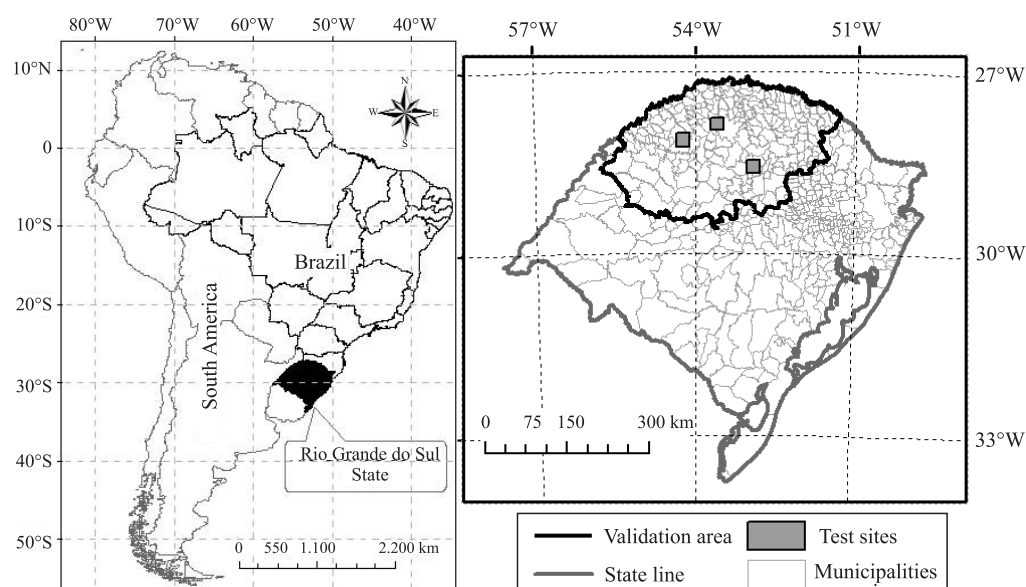 80°W 70°W 60°W 50°W 40°W
10°N
0
10°S
20°S
30°S
40°S
50°S
N
W E
S
Brazil
South America
Rio Grande do Sul
State
0 550 1.100 2.200 km
57°W 54°W 51°W
27°W
30°W
33°W
0 75 150 300 km
Validation area Test sites
State line Municipalities